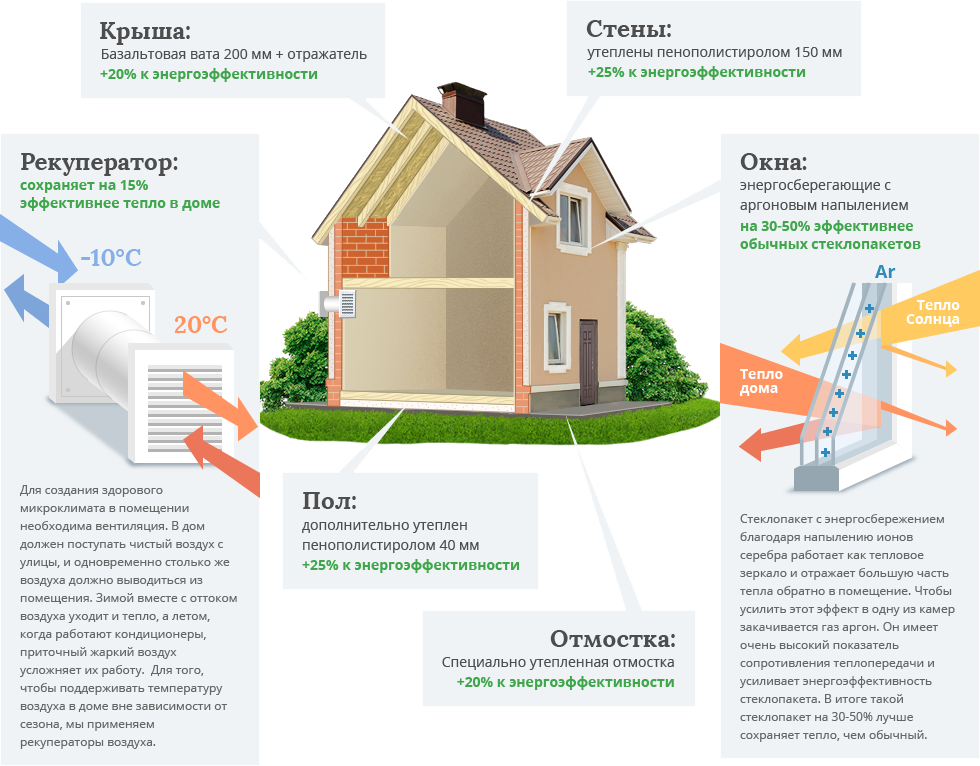 Крыша:
Базальтовая вата 200 мм + отражатель
+20% к энергоэффективности
Стены:
утеплены пенополистиролом 150 мм
+25% к энергоэффективности
Рекуператор:
сохраняет на 15%
эффективнее тепло в доме
-10°C
20°C
Для создания здорового
микроклимата в помещении
необходима вентиляция. В дом
должен поступать чистый воздух с
улицы, и одновременно столько же
воздуха должно выводиться из
помещения. Зимой вместе с оттоком
воздуха уходит и тепло, а летом,
когда работают кондиционеры,
приточный жаркий воздух
усложняет их работу. Для того,
чтобы поддерживать температуру
воздуха в доме вне зависимости от
сезона, мы применяем
рекуператоры воздуха.
Окна:
энергосберегающие с
аргоновым напылением
на 30-50% эффективнее
обычных стеклопакетов
Ar
Тепло
Солнца
Тепло
дома
Стеклопакет с энергосбережением
благодаря напылению ионов
серебра работает как тепловое
зеркало и отражает большую часть
тепла обратно в помещение. Чтобы
усилить этот эффект в одну из камер
закачивается газ аргон. Он имеет
очень высокий показатель
сопротивления теплопередачи и
усиливает энергоэффективность
стеклопакета. В итоге такой
стеклопакет на 30-50% лучше
сохраняет тепло, чем обычный.
Пол:
дополнительно утеплен
пенополистиролом 40 мм
+25% к энергоэффективности
Отмостка:
Специально утепленная отмостка
+20% к энергоэффективности